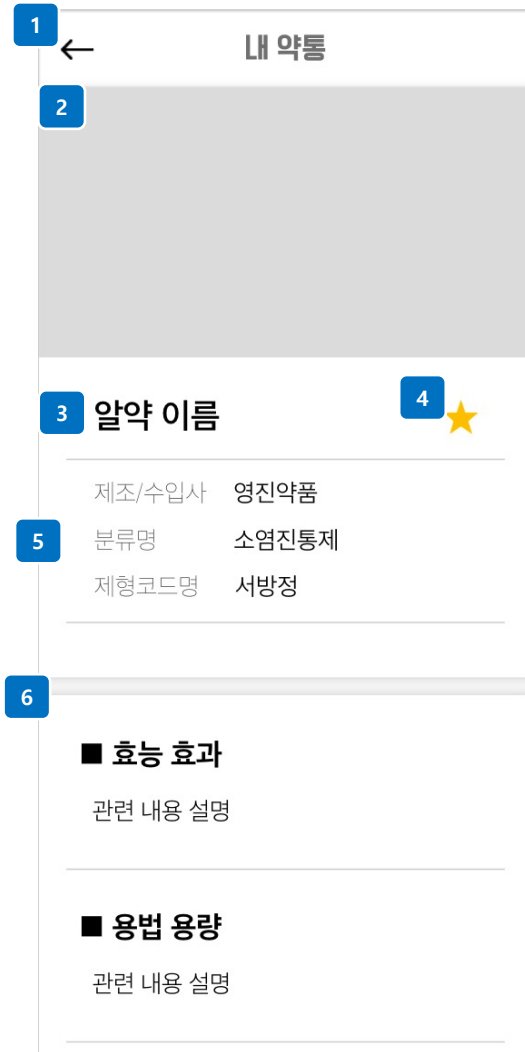 1
← 내 약통
2
3 알약 이름
4 ★
제조/수입사 영진약품
5 분류명 소염진통제
제형코드명 서방정
6
■ 효능 효과
관련 내용 설명
■ 용법 용량
관련 내용 설명